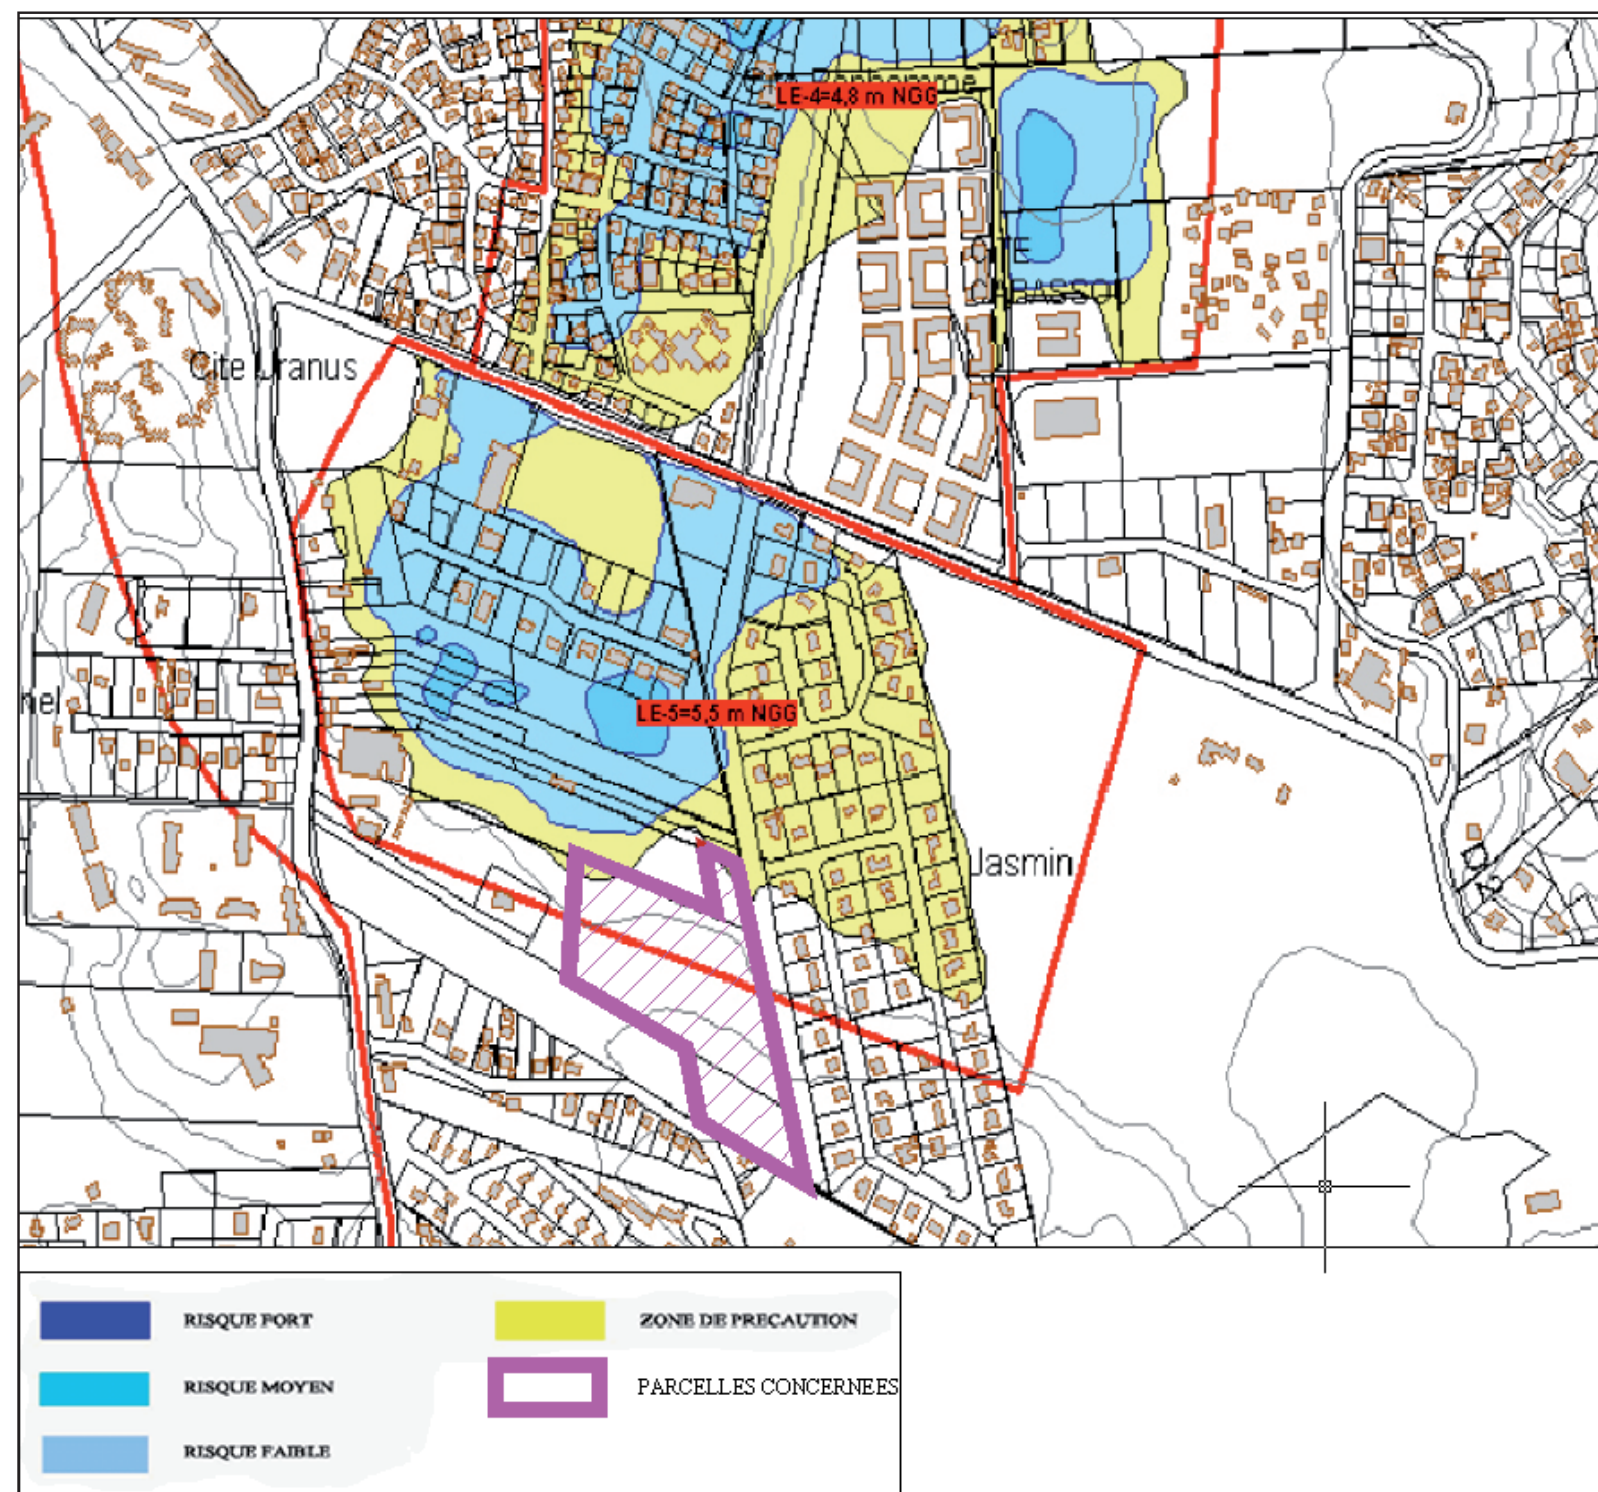 LE-4=4,8 m NGG
Cite Uranus
nel
LE-5=5,5 m NGG
Jasmin
RISQUE FORT
ZONE DE PRECAUTION
RISQUE MOYEN
PARCELLES CONCERNEES
RISQUE FAIBLE